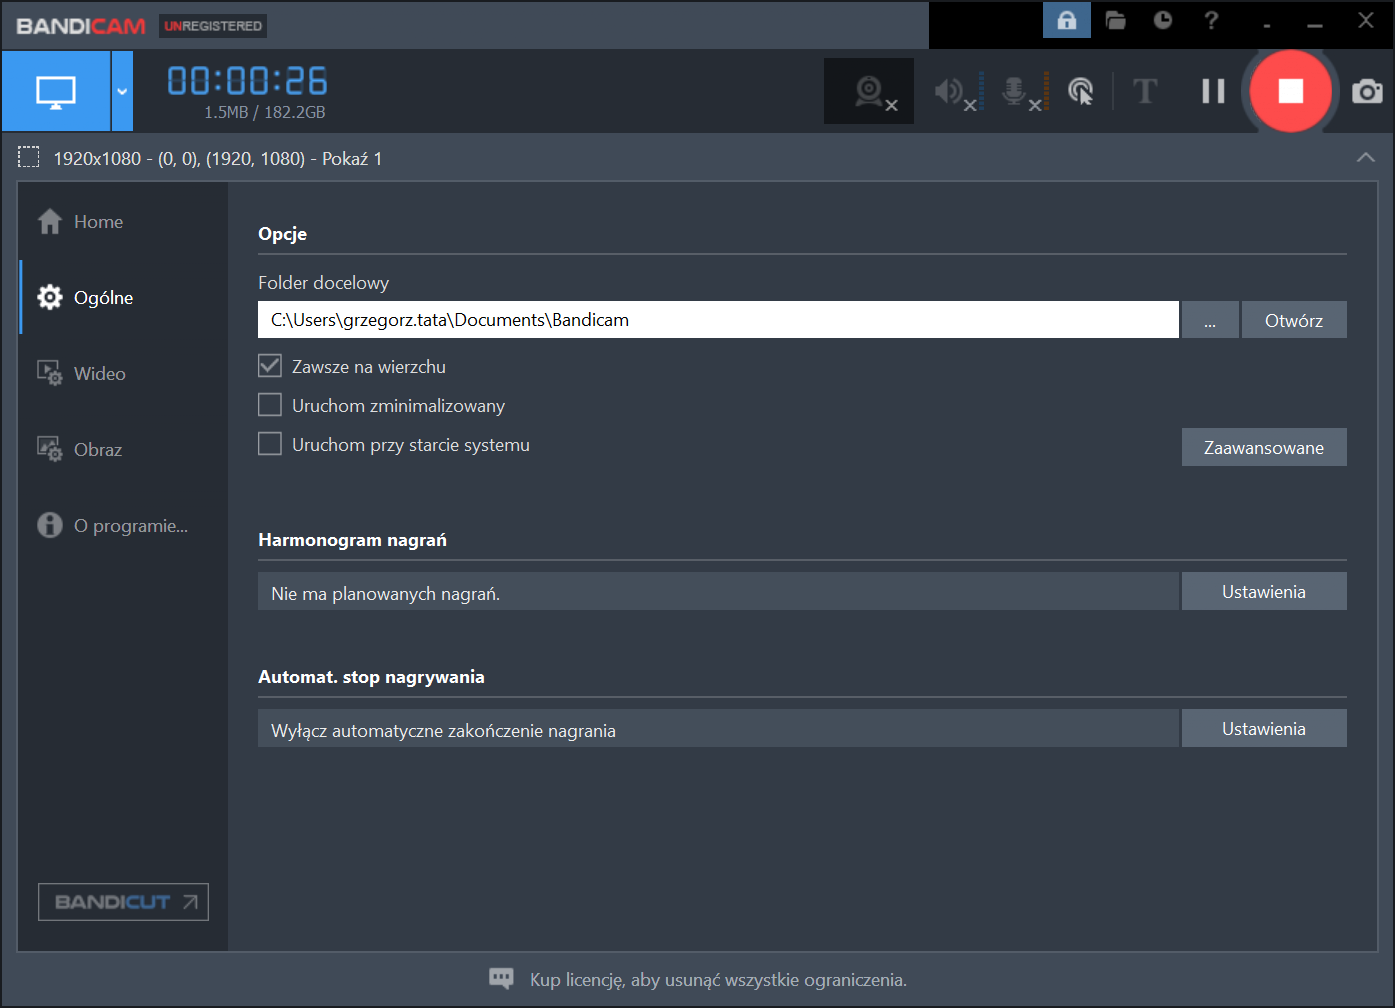 BANDICAM UNREGISTERED
00:00:26
1.5MB / 182.2GB
T
1920x1080 - (0, 0), (1920, 1080) - Pokaź 1
Home
Ogólne
Wideo
Obraz
O programie...
BANDICUT
Opcje
Folder docelowy
C:\Users\grzegorz.tata\Documents\Bandicam ... Otwórz
Zawsze na wierzchu
Uruchom zminimalizowany
Uruchom przy starcie systemu
Zaawansowane
Harmonogram nagrań
Nie ma planowanych nagrań. Ustawienia
Automat. stop nagrywania
Wyłącz automatyczne zakończenie nagrania Ustawienia
Kup licencję, aby usunąć wszystkie ograniczenia.